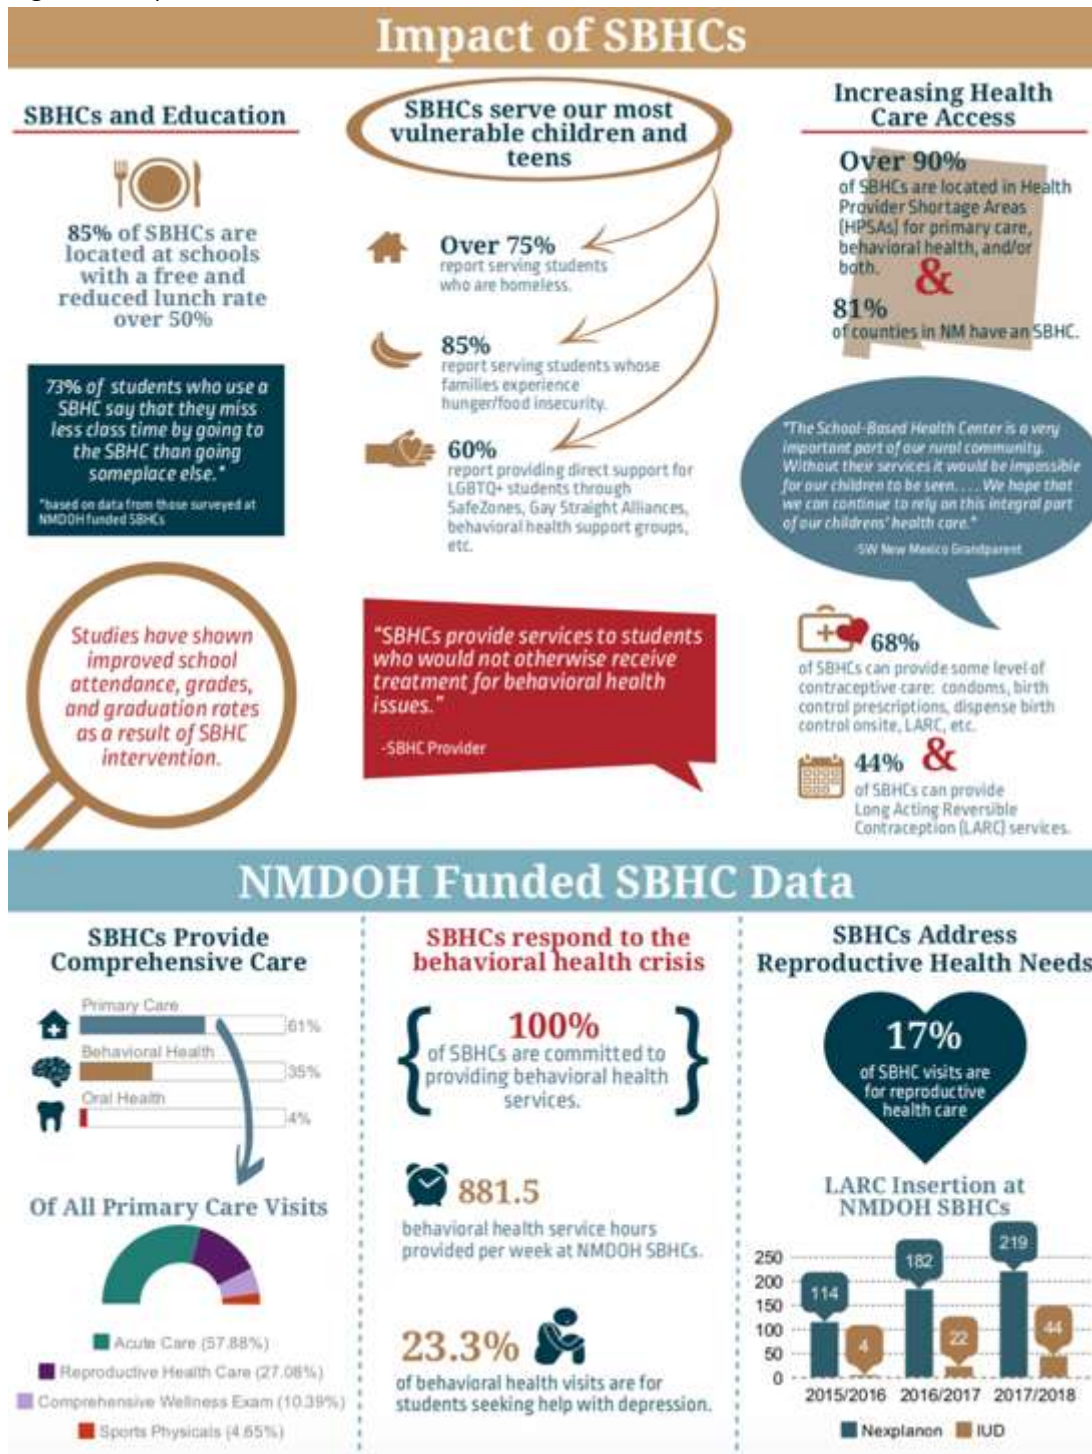 Impact of SBHCs
SBHCs and Education
85% of SBHCs are
located at schools
with a free and
reduced lunch rate
over 50%
73% of students who use a
SBHC say that they miss
less class time by going to
the SBHC than going
someplace else.*
*based on data from those surveyed at
NMDOH funded SBHCs
Studies have shown
improved school
attendance, grades,
and graduation rates
as a result of SBHC
intervention.
SBHCs serve our most
vulnerable children and
teens
Over 75%
report serving students
who are homeless.
85%
report serving students whose
families experience
hunger/food insecurity.
60%
report providing direct support for
LGBTQ+ students through
SafeZones, Gay Straight Alliances,
behavioral health support groups,
etc.
"SBHCs provide services to students
who would not otherwise receive
treatment for behavioral health
issues."
-SBHC Provider
Increasing Health
Care Access
Over 90%
of SBHCs are located in Health
Provider Shortage Areas
(HPSAs) for primary care,
behavioral health, and/or
both.
&
81%
of counties in NM have an SBHC.
"The School-Based Health Center is a very
important part of our rural community.
Without their services it would be impossible
for our children to be seen. . . . We hope that
we can continue to rely on this integral part
of our childrens' health care."
-SW New Mexico Grandparent
68%
of SBHCs can provide some level of
contraceptive care: condoms, birth
control prescriptions, dispense birth
control onsite, LARC, etc.
&
44%
of SBHCs can provide
Long Acting Reversible
Contraception (LARC) services.
NMDOH Funded SBHC Data
SBHCs Provide
Comprehensive Care
Primary Care
61%
Behavioral Health
35%
Oral Health
4%
Of All Primary Care Visits
Acute Care (57.88%)
Reproductive Health Care (27.08%)
Comprehensive Wellness Exam (10.39%)
Sports Physicals (4.65%)
SBHCs respond to the
behavioral health crisis
100%
of SBHCs are committed to
providing behavioral health
services.
881.5
behavioral health service hours
provided per week at NMDOH SBHCs.
23.3%
of behavioral health visits are for
students seeking help with depression.
SBHCs Address
Reproductive Health Needs
17%
of SBHC visits are
for reproductive
health care
LARC Insertion at
NMDOH SBHCs
250
200
150
100
50
0
114
4
182
22
219
44
2015/2016 2016/2017 2017/2018
Nexplanon IUD